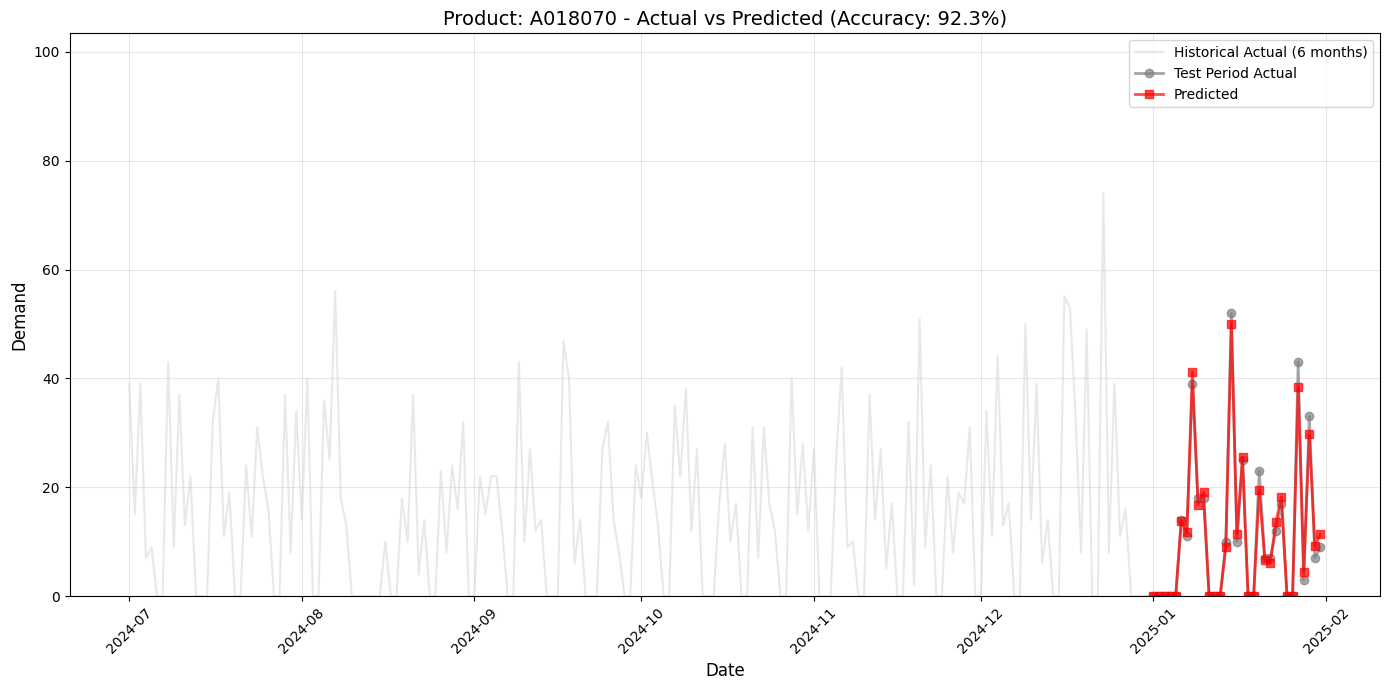 Product: A018070 - Actual vs Predicted (Accuracy: 92.3%)
Historical Actual (6 months)
Test Period Actual
Predicted
Demand
100
80
60
40
20
0
2024-07
2024-08
2024-09
2024-10
2024-11
2024-12
2025-01
2025-02
Date